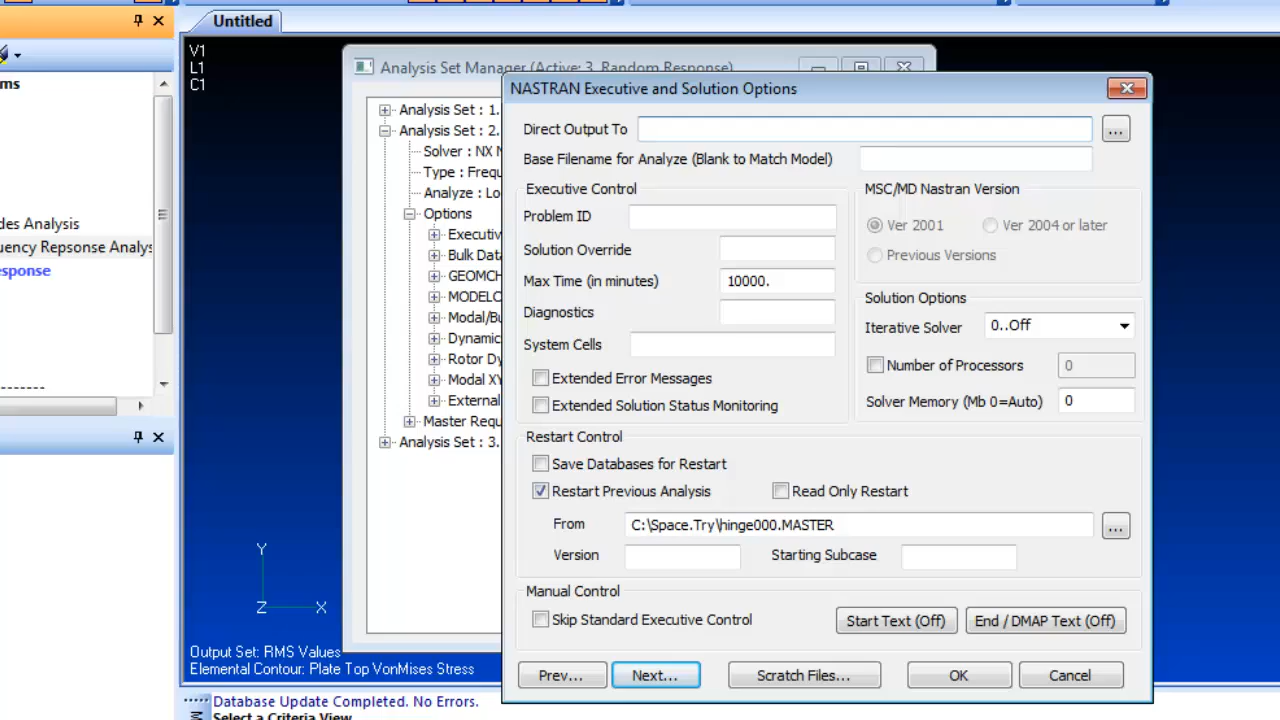 Untitled
V1
L1
C1
ms
des Analysis
uency Repsonse Analys
esponse
--------
Analysis Set Manager (Active: 3. Random Response)
Analysis Set : 1.
Analysis Set : 2.
Solver : NX N
Type : Frequ
Analyze : Lo
Options
Executiv
Bulk Data
GEOMCH
MODELC
Modal/Bu
Dynamic
Rotor Dy
Modal XY
External
Master Requ
Analysis Set : 3.
NASTRAN Executive and Solution Options
Direct Output To
...
Base Filename for Analyze (Blank to Match Model)
Executive Control
Problem ID
Solution Override
Max Time (in minutes) 10000.
Diagnostics
System Cells
Extended Error Messages
Extended Solution Status Monitoring
MSC/MD Nastran Version
Ver 2001 Ver 2004 or later
Previous Versions
Solution Options
Iterative Solver 0..Off
Number of Processors 0
Solver Memory (Mb 0=Auto) 0
Restart Control
Save Databases for Restart
Restart Previous Analysis Read Only Restart
From C:\Space.Try\hinge000.MASTER ...
Version Starting Subcase
Manual Control
Skip Standard Executive Control Start Text (Off) End / DMAP Text (Off)
Prev... Next... Scratch Files... OK Cancel
Y
Z X
Output Set: RMS Values
Elemental Contour: Plate Top VonMises Stress
Database Update Completed. No Errors.
Select a Criteria View